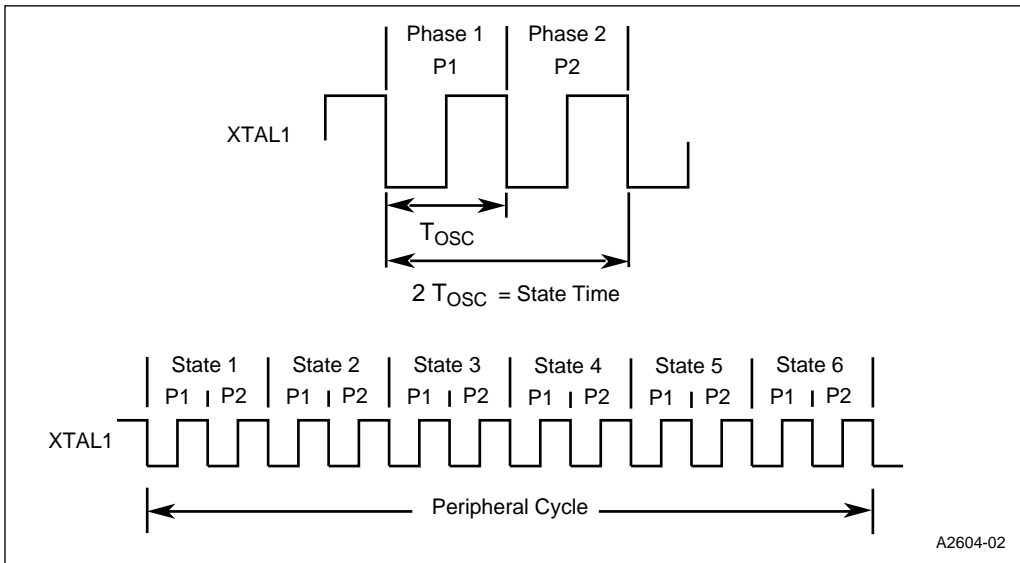 Phase 1 Phase 2
P1 P2
XTAL1
TOSC
2 TOSC = State Time
State 1 State 2 State 3 State 4 State 5 State 6
P1 P2 P1 P2 P1 P2 P1 P2 P1 P2 P1 P2
XTAL1
Peripheral Cycle
A2604-02